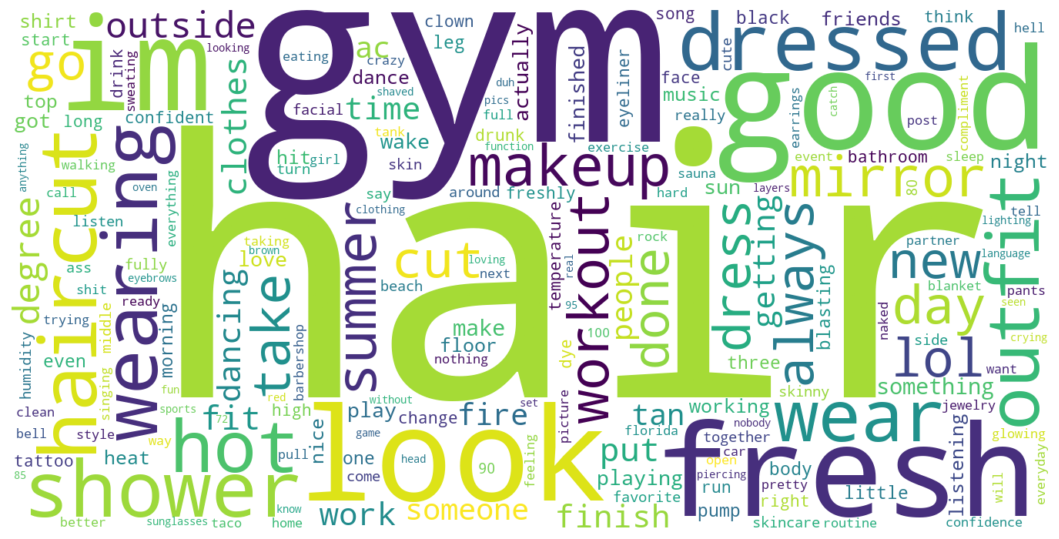 shirt
outside
ac
clown
song
black
friends
think
hell
start
looking
eating
crazy
leg
dressed
cute
go
im
drink
sweating
dance
gym
duh
shaved
actually
finished
eyeliner
face
music
first
top
facial
time
pics
full
really
earrings
catch
post
compliment
good
got
long
confident
clothes
tank
wake
drunk
function
exercise
event
bathroom
sleep
night
anything
walking
hit
girl
turn
skin
makeup
sauna
sun
mirror
80
call
oven
everything
say
around
freshly
hard
layers
lighting
haircut
wearing
listen
degree
hair
summer
clothing
temperature
rock
people
dress
getting
always
blasting
partner
tell
language
new
ass
eyebrows
fully
taking
brown
love
cut
loving
next
real
95
workout
done
naked
blanket
pants
seen
crying
outfit
shit
ready
morning
dancing
take
beach
make
floor
nothing
100
dye
three
day
side
want
lol
trying
middle
singing
humidity
fun
barbershop
skinny
something
clean
sports
72
red
without
set
picture
tan
working
nobody
jewelry
bell
style
way
fit
high
play
change
fire
florida
together
wear
glowing
tattoo
heat
hot
pull
nice
one
game
look
feeling
put
open
car
piercing
fresh
listening
will
everyday
85
shower
come
head
90
playing
body
pretty
run
little
right
better
sunglasses
taco
know
home
work
someone
finish
favorite
pump
skincare
routine
confidence